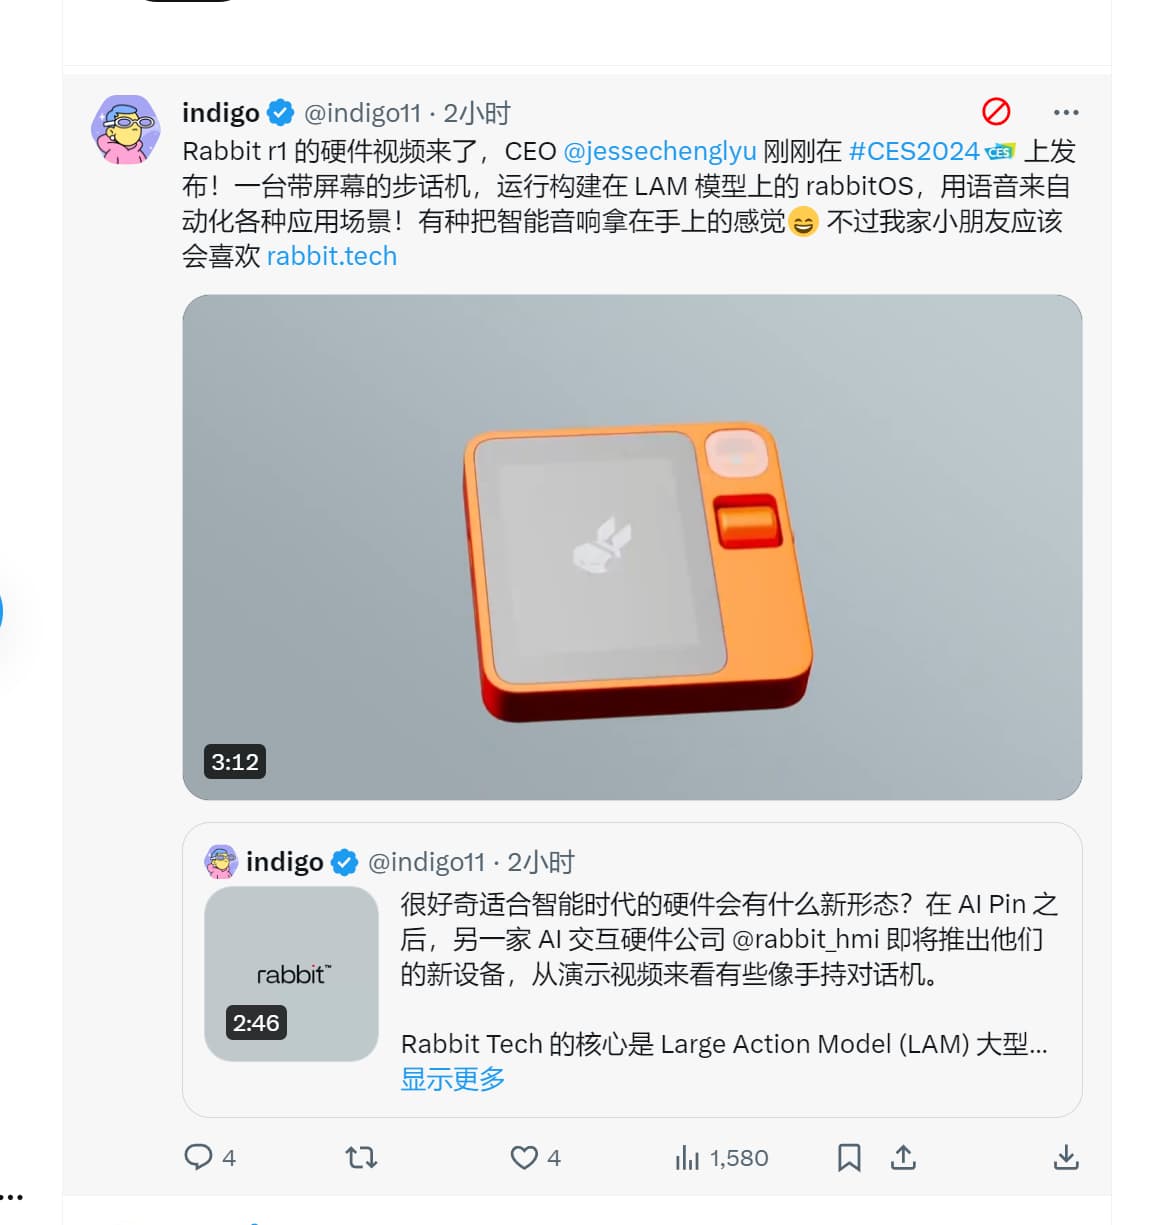 indigo @indigo11 · 2小时
Rabbit r1 的硬件视频来了，CEO @jessechenglyu 刚刚在 #CES2024 CES 上发
布！一台带屏幕的步话机，运行构建在 LAM 模型上的 rabbitOS，用语音来自
动化各种应用场景！有种把智能音响拿在手上的感觉😄 不过我家小朋友应该
会喜欢 rabbit.tech
3:12
indigo @indigo11 · 2小时
很好奇适合智能时代的硬件会有什么新形态？在 AI Pin 之
后，另一家 AI 交互硬件公司 @rabbit_hmi 即将推出他们
的新设备，从演示视频来看有些像手持对话机。
rabbit™
2:46
Rabbit Tech 的核心是 Large Action Model (LAM) 大型...
显示更多
4
4
1,580